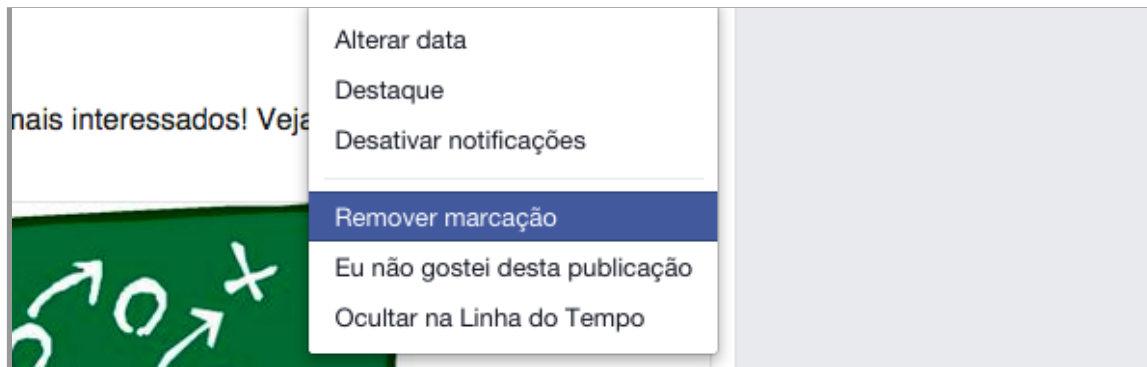 Alterar data
Destaque
mais interessados! Veja
Desativar notificações
Remover marcação
Eu não gostei desta publicação
Ocultar na Linha do Tempo